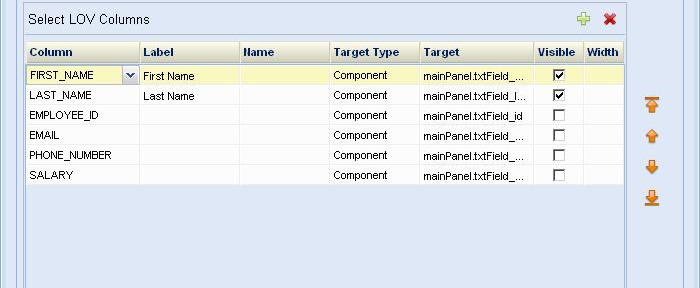 Select LOV Columns
Column Label Name Target Type Target Visible Width
FIRST_NAME First Name Component mainPanel.txtField_...
LAST_NAME Last Name Component mainPanel.txtField_l...
EMPLOYEE_ID Component mainPanel.txtField_id
EMAIL Component mainPanel.txtField_...
PHONE_NUMBER Component mainPanel.txtField_...
SALARY Component mainPanel.txtField_...